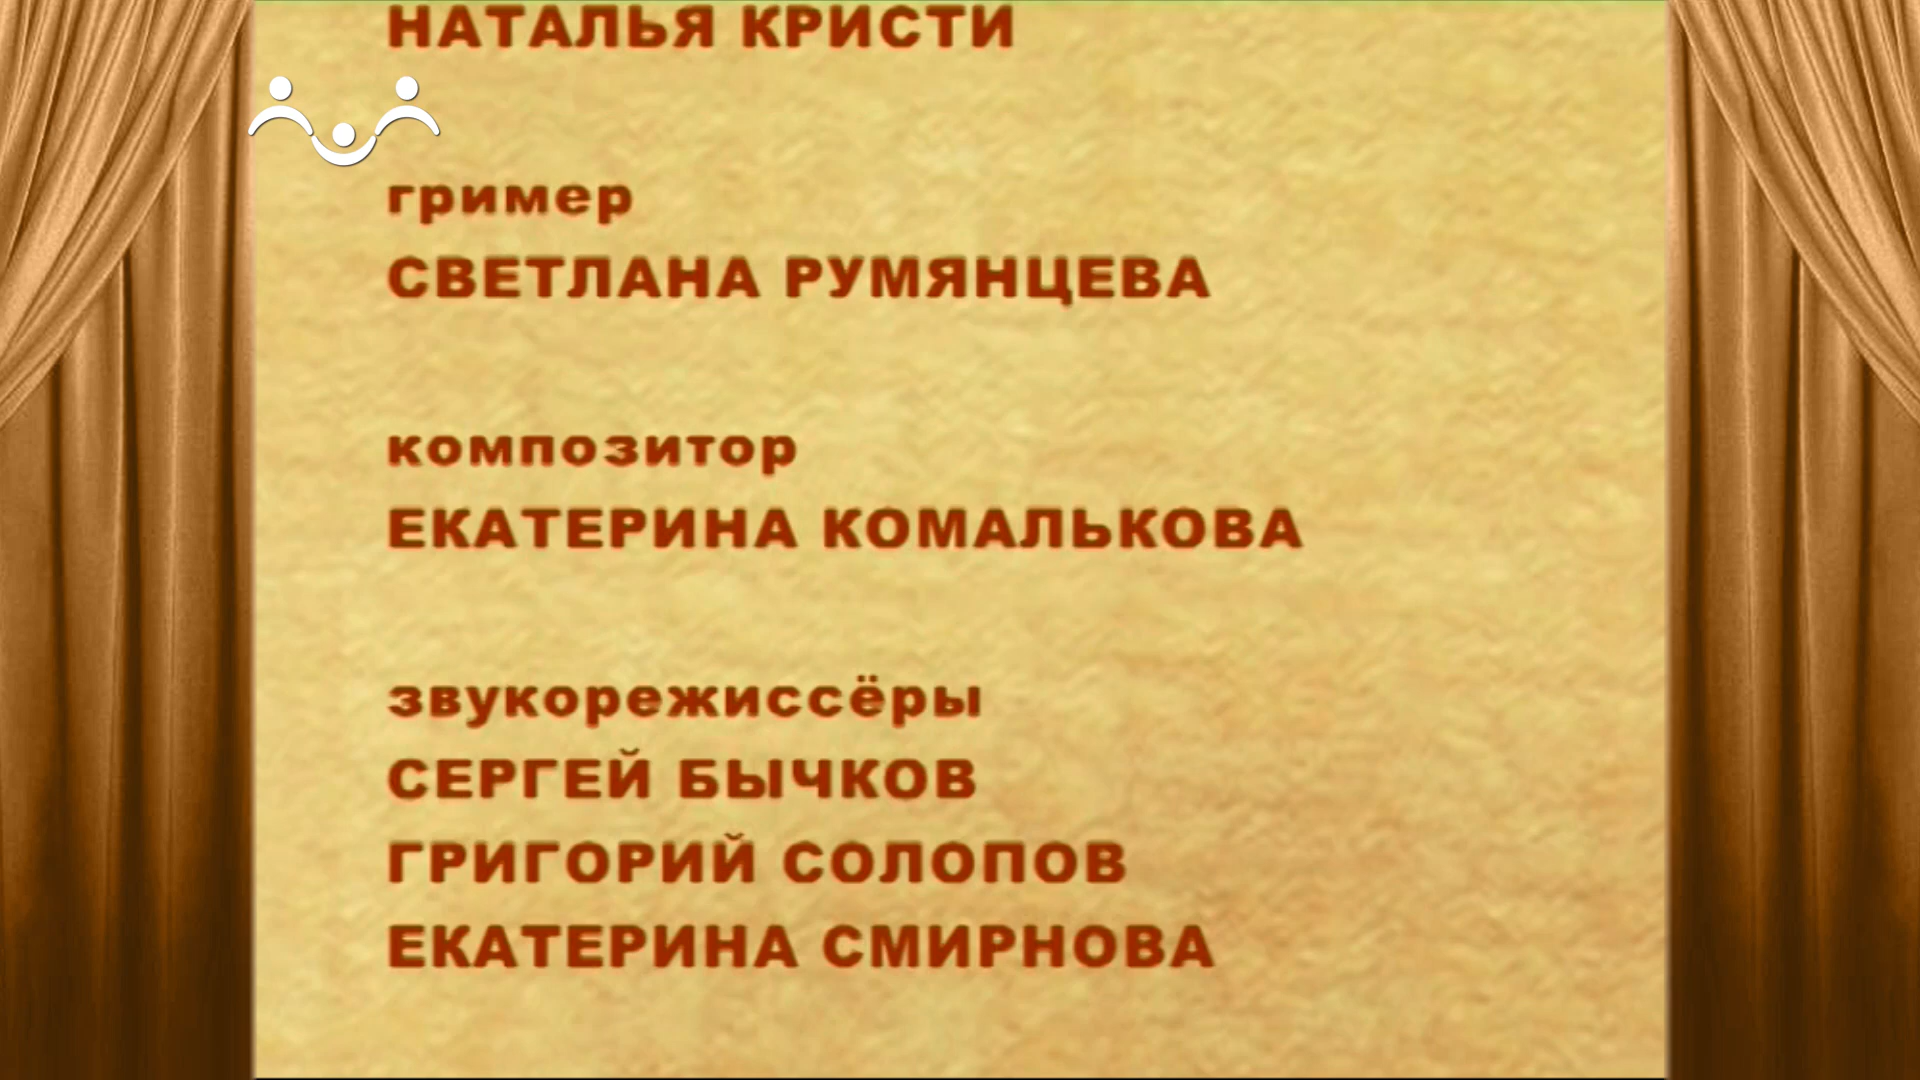 НАТАЛЬЯ КРИСТИ
гример
СВЕТЛАНА РУМЯНЦЕВА
композитор
ЕКАТЕРИНА КОМАЛЬКОВА
звукорежиссёры
СЕРГЕЙ БЫЧКОВ
ГРИГОРИЙ СОЛОПОВ
ЕКАТЕРИНА СМИРНОВА